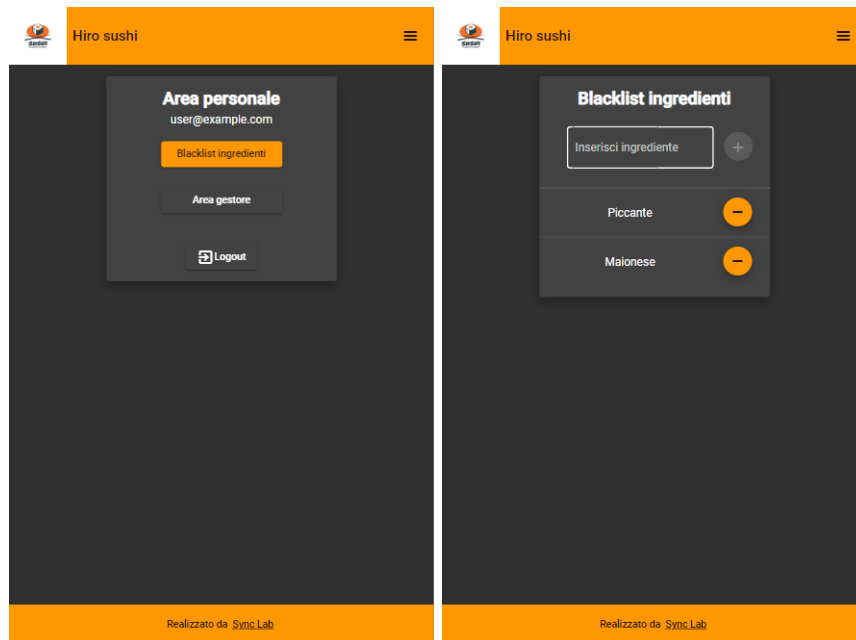 Hiro sushi
Area personale
user@example.com
Blacklist ingredienti
Area gestore
Logout
Realizzato da Sync Lab
Hiro sushi
Blacklist ingredienti
Inserisci ingrediente
Piccante
Maionese
Realizzato da Sync Lab